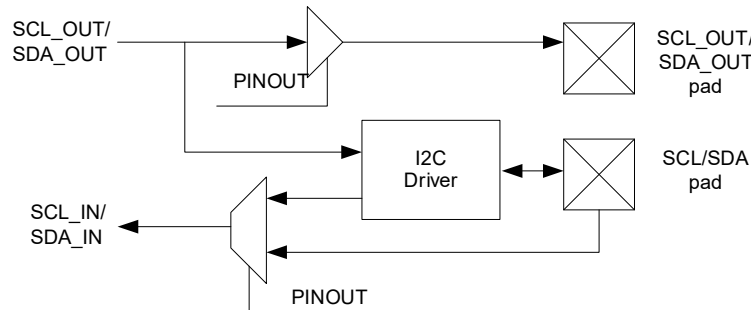 SCL_OUT/
SDA_OUT
PINOUT
SCL_OUT/
SDA_OUT
pad
I2C
Driver
SCL/SDA
pad
SCL_IN/
SDA_IN
PINOUT